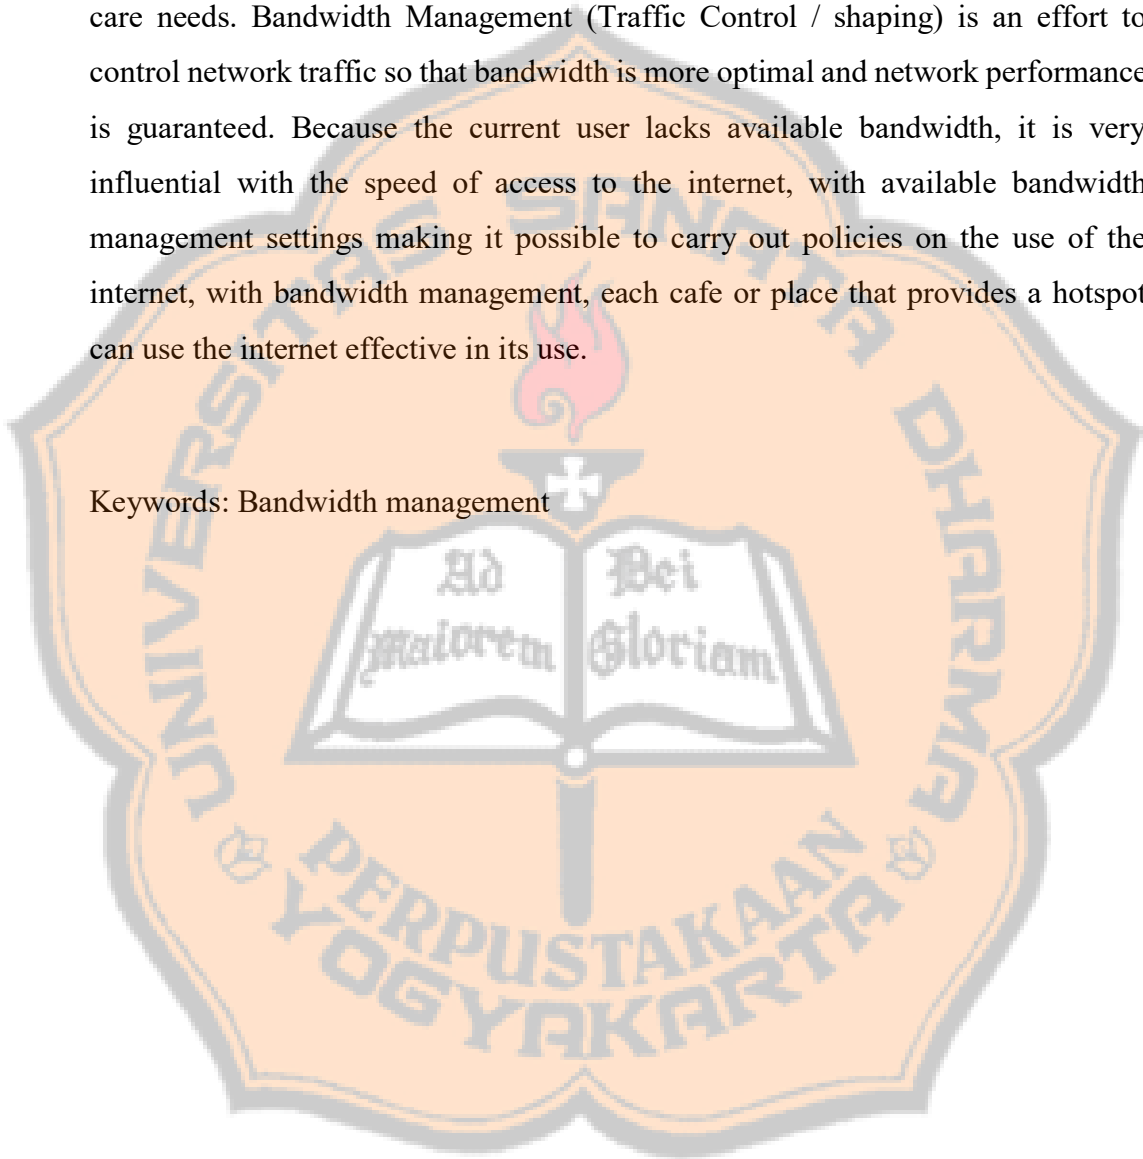 care needs. Bandwidth Management (Traffic Control / shaping) is an effort to
control network traffic so that bandwidth is more optimal and network performance
is guaranteed. Because the current user lacks available bandwidth, it is very
influential with the speed of access to the internet, with available bandwidth
management settings making it possible to carry out policies on the use of the
internet, with bandwidth management, each cafe or place that provides a hotspot
can use the internet effective in its use.
Keywords: Bandwidth management
UNIVERSITAS SANATA DHARMA
Ad Dei
Maiorem Gloriam
PERPUSTAKAAN
YOGYAKARTA